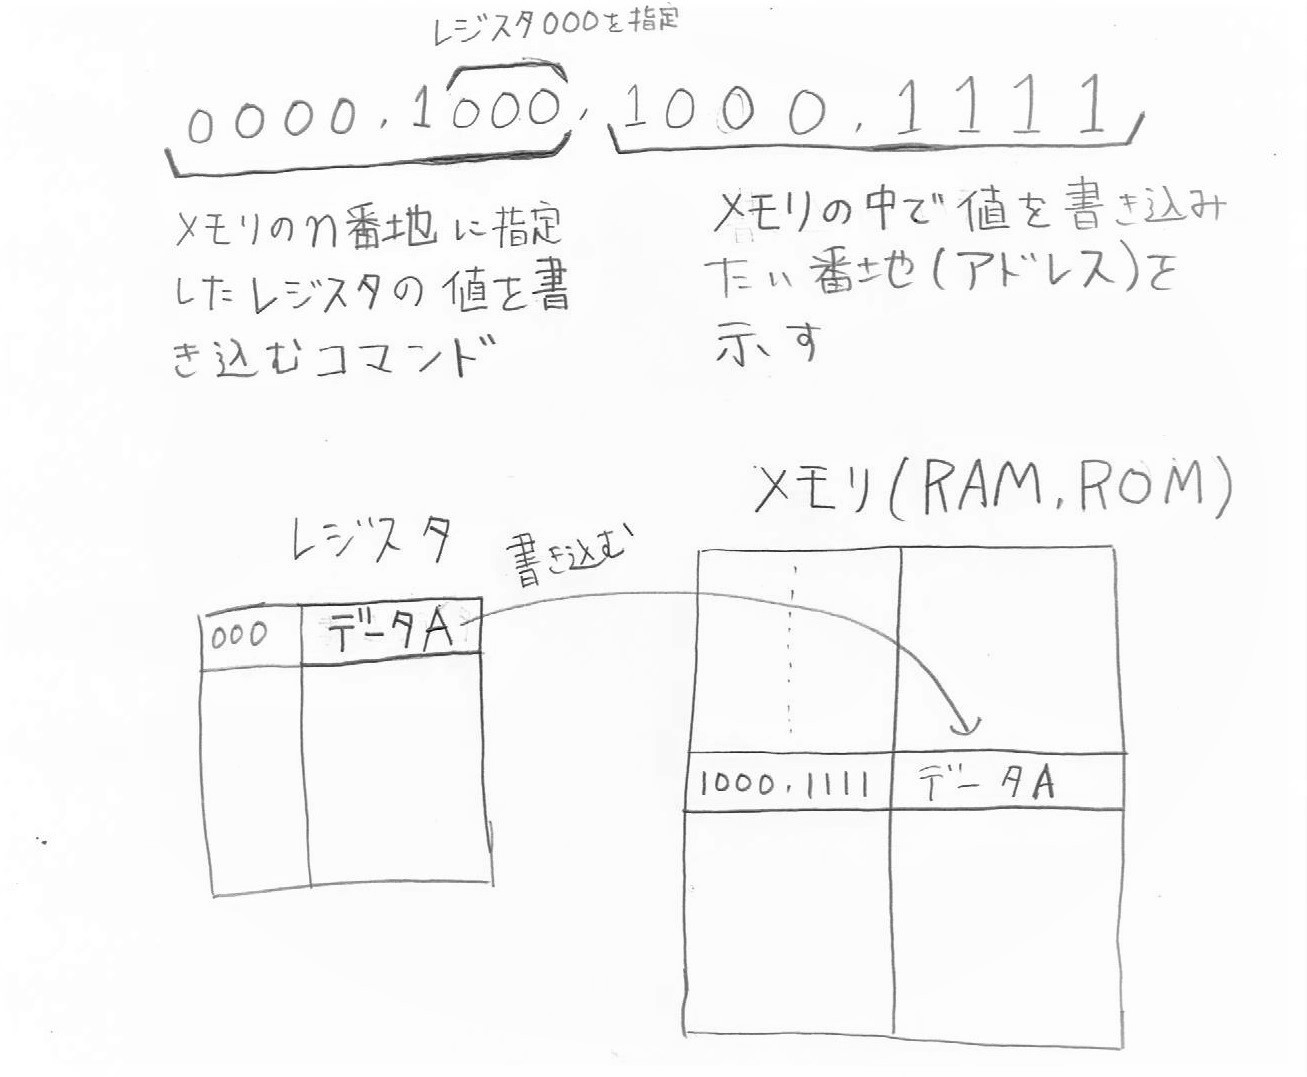 レジスタ000を指定
0000.1000,1000.1111
メモリのn番地に指定
したレジスタの値を書
き込むコマンド
メモリの中で値を書き込み
たい番地(アドレス)を
示す
メモリ(RAM,ROM)
レジスタ
書き込む
000 データA
1000.1111 データA